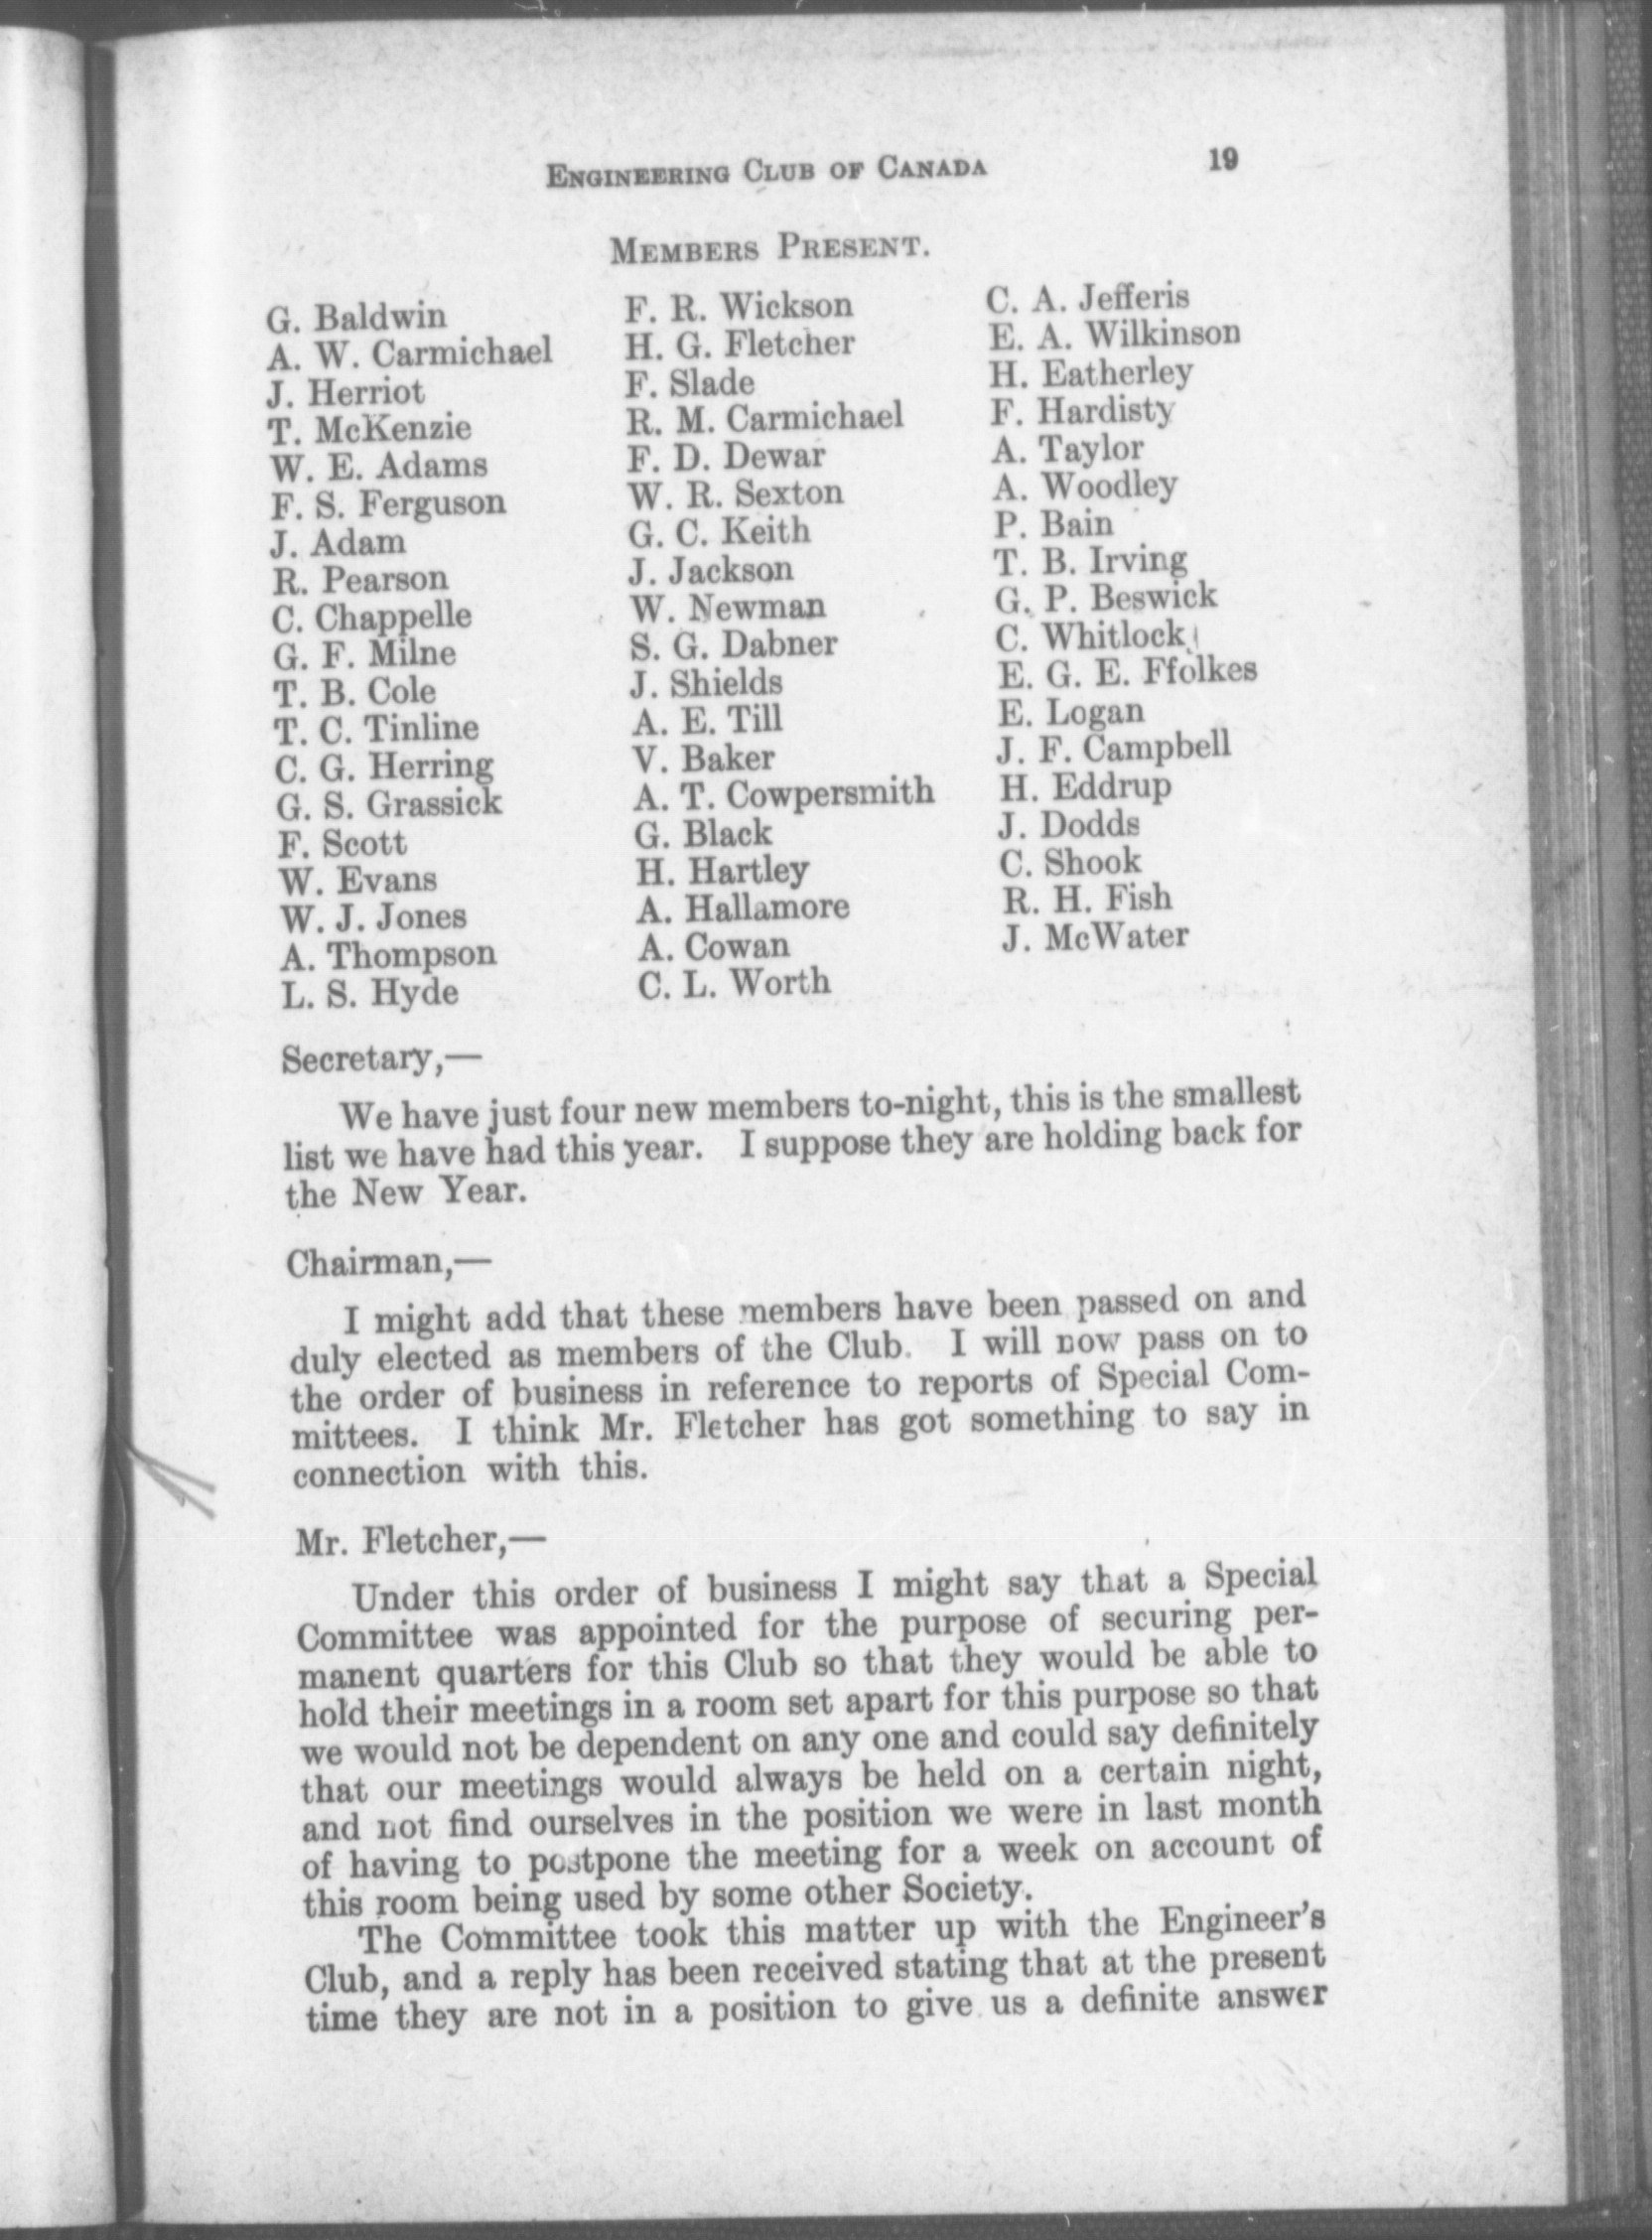 ENGINEERING CLUB OF CANADA 19
MEMBERS PRESENT.
G. Baldwin
A. W. Carmichael
J. Herriot
T. McKenzie
W. E. Adams
F. S. Ferguson
J. Adam
R. Pearson
C. Chappelle
G. F. Milne
T. B. Cole
T. C. Tinline
C. G. Herring
G. S. Grassick
F. Scott
W. Evans
W. J. Jones
A. Thompson
L. S. Hyde
F. R. Wickson
H. G. Fletcher
F. Slade
R. M. Carmichael
F. D. Dewar
W. R. Sexton
G. C. Keith
J. Jackson
W. Newman
S. G. Dabner
J. Shields
A. E. Till
V. Baker
A. T. Cowpersmith
G. Black
H. Hartley
A. Hallamore
A. Cowan
C. L. Worth
C. A. Jefferis
E. A. Wilkinson
H. Eatherley
F. Hardisty
A. Taylor
A. Woodley
P. Bain
T. B. Irving
G. P. Beswick
C. Whitlock
E. G. E. Ffolkes
E. Logan
J. F. Campbell
H. Eddrup
J. Dodds
C. Shook
R. H. Fish
J. McWater
Secretary,—
We have just four new members to-night, this is the smallest
list we have had this year. I suppose they are holding back for
the New Year.
Chairman,—
I might add that these members have been passed on and
duly elected as members of the Club. I will now pass on to
the order of business in reference to reports of Special Com-
mittees. I think Mr. Fletcher has got something to say in
connection with this.
Mr. Fletcher,—
Under this order of business I might say that a Special
Committee was appointed for the purpose of securing per-
manent quarters for this Club so that they would be able to
hold their meetings in a room set apart for this purpose so that
we would not be dependent on any one and could say definitely
that our meetings would always be held on a certain night,
and not find ourselves in the position we were in last month
of having to postpone the meeting for a week on account of
this room being used by some other Society.
The Committee took this matter up with the Engineer's
Club, and a reply has been received stating that at the present
time they are not in a position to give us a definite answer